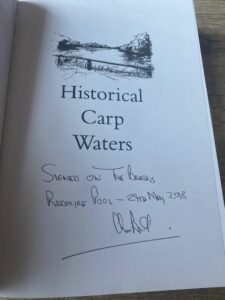 Historical
Carp
Waters
SIGNED ON THE BANKS
REDMIRE POOL - 29TH MAY 2018